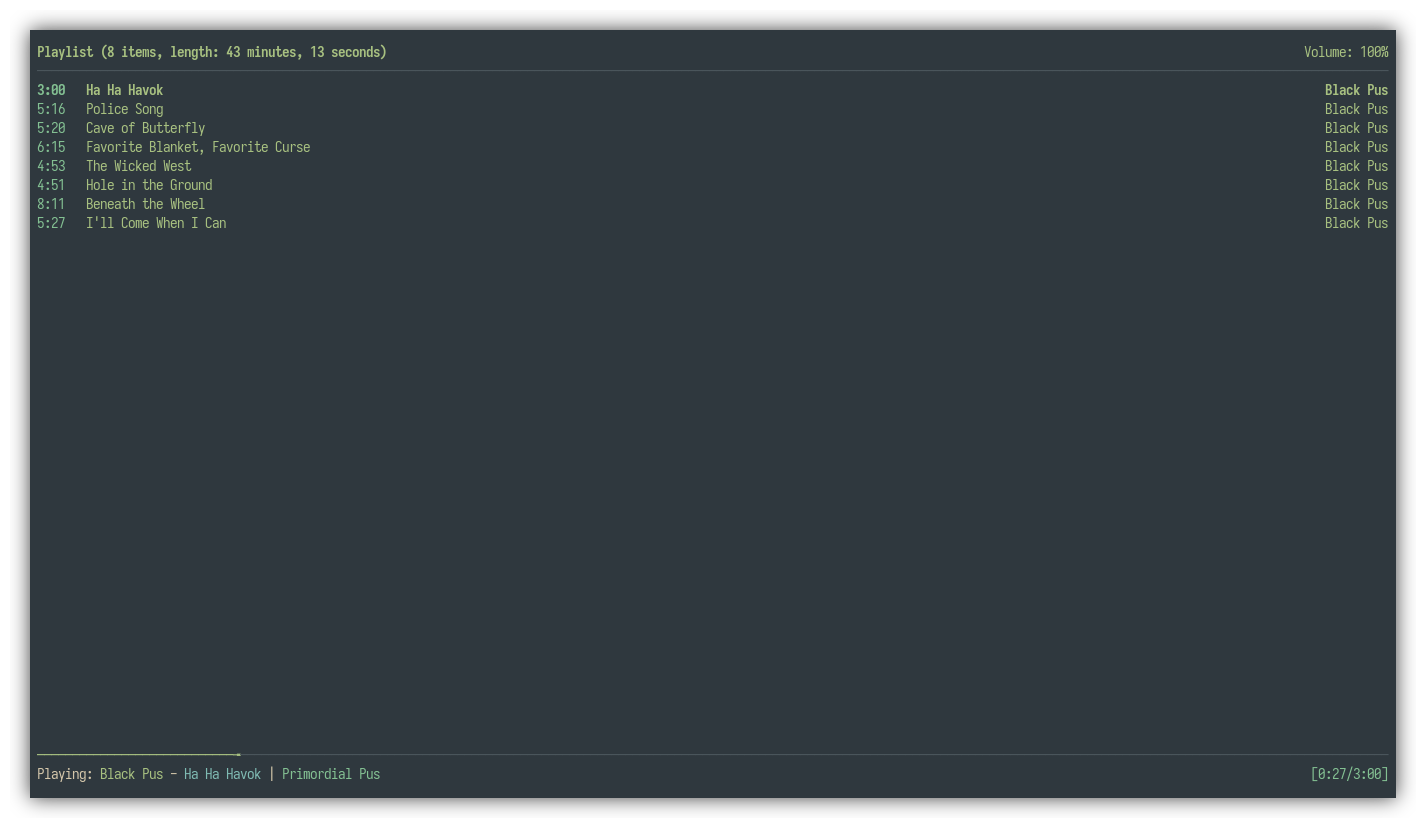 Playlist (8 items, length: 43 minutes, 13 seconds) Volume: 100%
3:00 Ha Ha Havok Black Pus
5:16 Police Song Black Pus
5:20 Cave of Butterfly Black Pus
6:15 Favorite Blanket, Favorite Curse Black Pus
4:53 The Wicked West Black Pus
4:51 Hole in the Ground Black Pus
8:11 Beneath the Wheel Black Pus
5:27 I'll Come When I Can Black Pus
Playing: Black Pus - Ha Ha Havok | Primordial Pus [0:27/3:00]